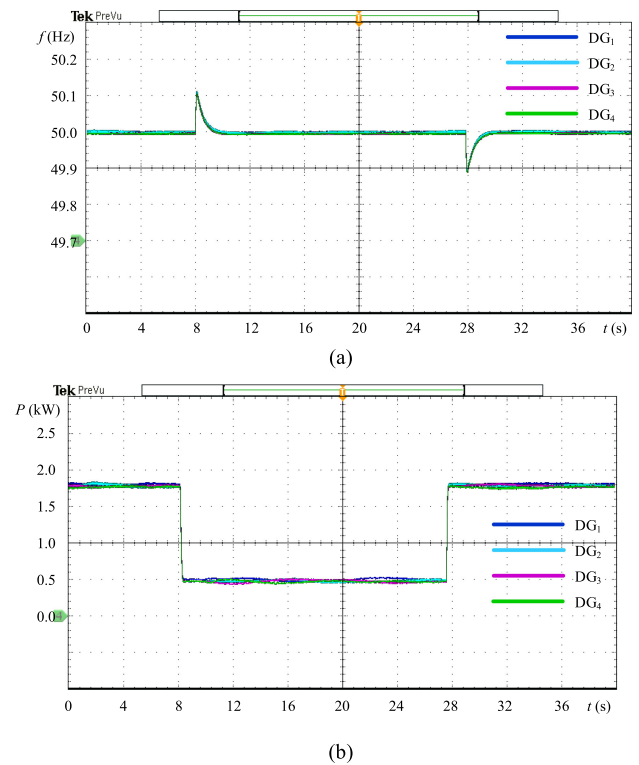 Tek PreVu
f (Hz)
50.2
50.1
50.0
49.9
49.8
49.7
DG1
DG2
DG3
DG4
0 4 8 12 16 20 24 28 32 36 t (s)
(a)
Tek PreVu
P (kW)
2.5
2.0
1.5
1.0
0.5
0.0
DG1
DG2
DG3
DG4
0 4 8 12 16 20 24 28 32 36 t (s)
(b)